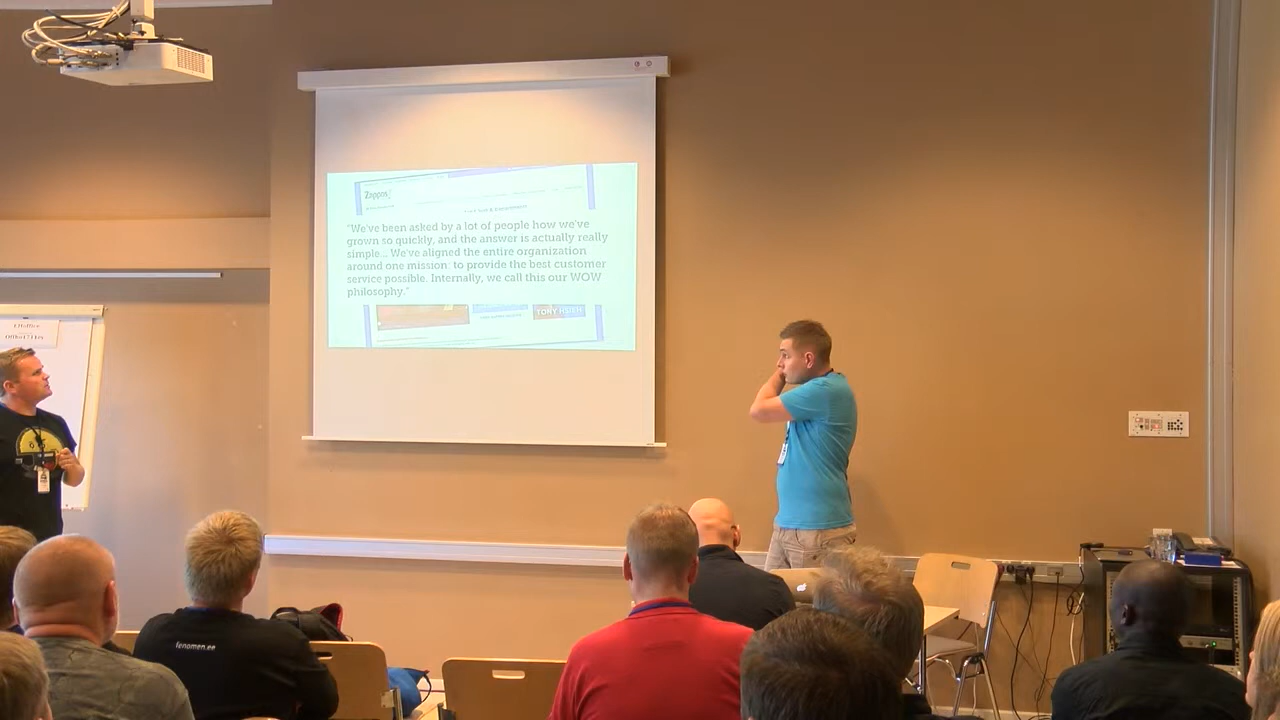 Zappos
"We've been asked by a lot of people how we've
grown so quickly, and the answer is actually really
simple... We've aligned the entire organization
around one mission: to provide the best customer
service possible. Internally, we call this our WOW
philosophy."
TONY HSIEH
fenomen.ee